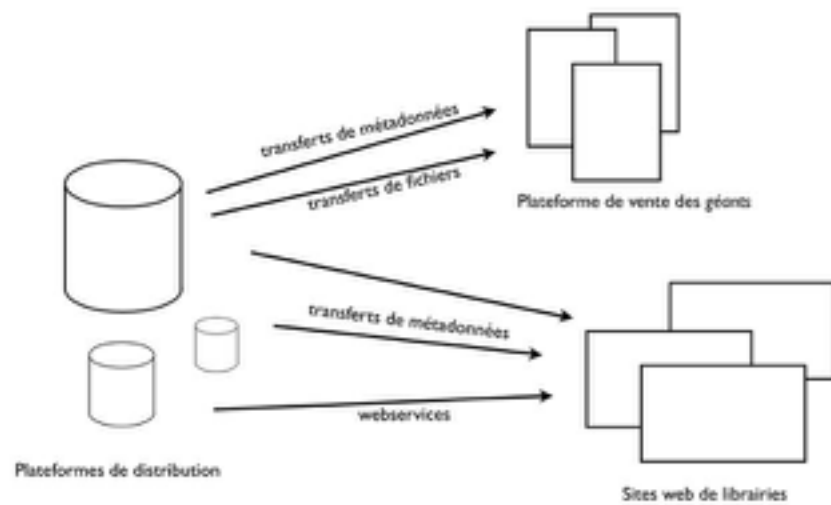 transferts de métadonnées
transferts de fichiers
Plateforme de vente des géants
transferts de métadonnées
webservices
Plateformes de distribution
Sites web de librairies